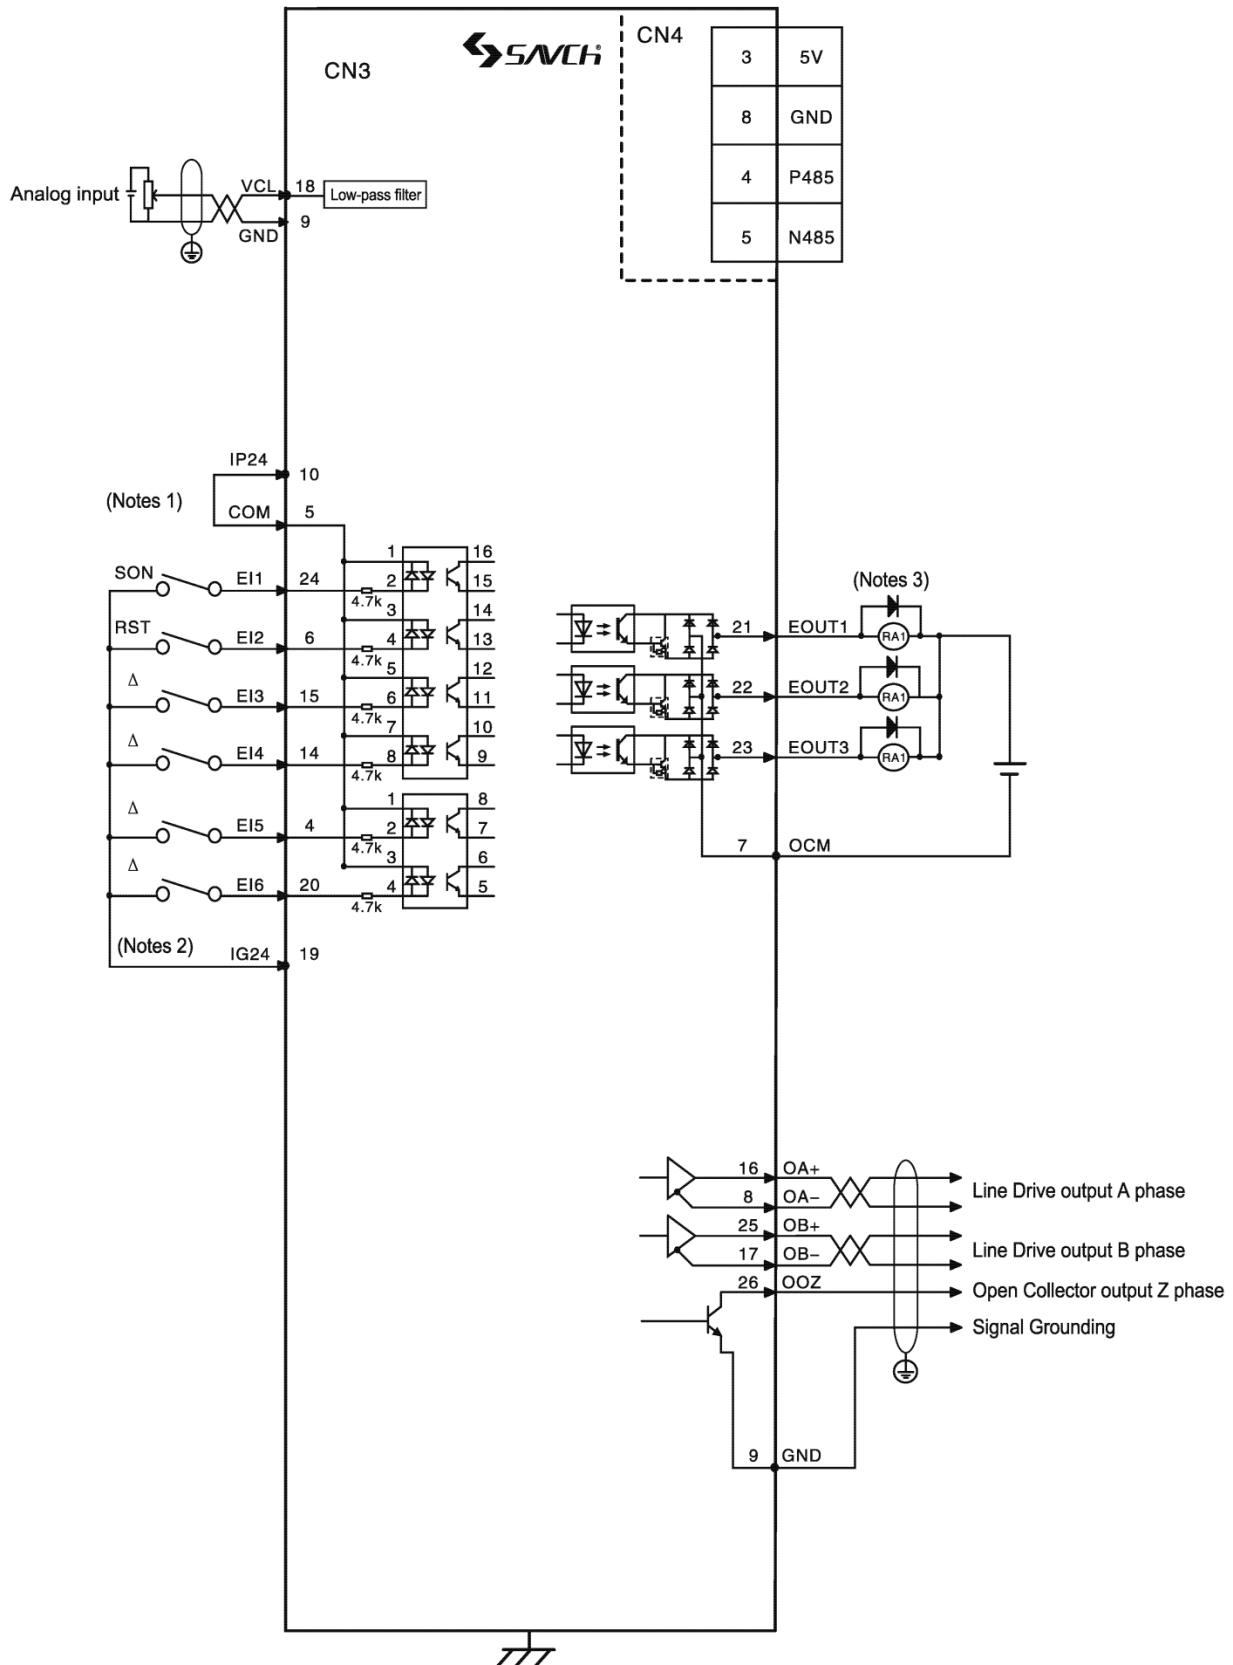 CN3
SAVCH®
CN4
3 5V
8 GND
4 P485
5 N485
Analog input
VCL 18 Low-pass filter
GND 9
IP24 10
(Notes 1)
COM 5
SON EI1 24 4.7k 1 2 16 15
RST EI2 6 4.7k 3 4 14 13
Δ EI3 15 4.7k 5 6 12 11
Δ EI4 14 4.7k 7 8 10 9
Δ EI5 4 4.7k 1 2 8 7
Δ EI6 20 4.7k 3 4 6 5
(Notes 2)
IG24 19
(Notes 3)
21 EOUT1 RA1
22 EOUT2 RA1
23 EOUT3 RA1
7 OCM
16 OA+
8 OA−
Line Drive output A phase
25 OB+
17 OB−
Line Drive output B phase
26 OOZ Open Collector output Z phase
Signal Grounding
9 GND